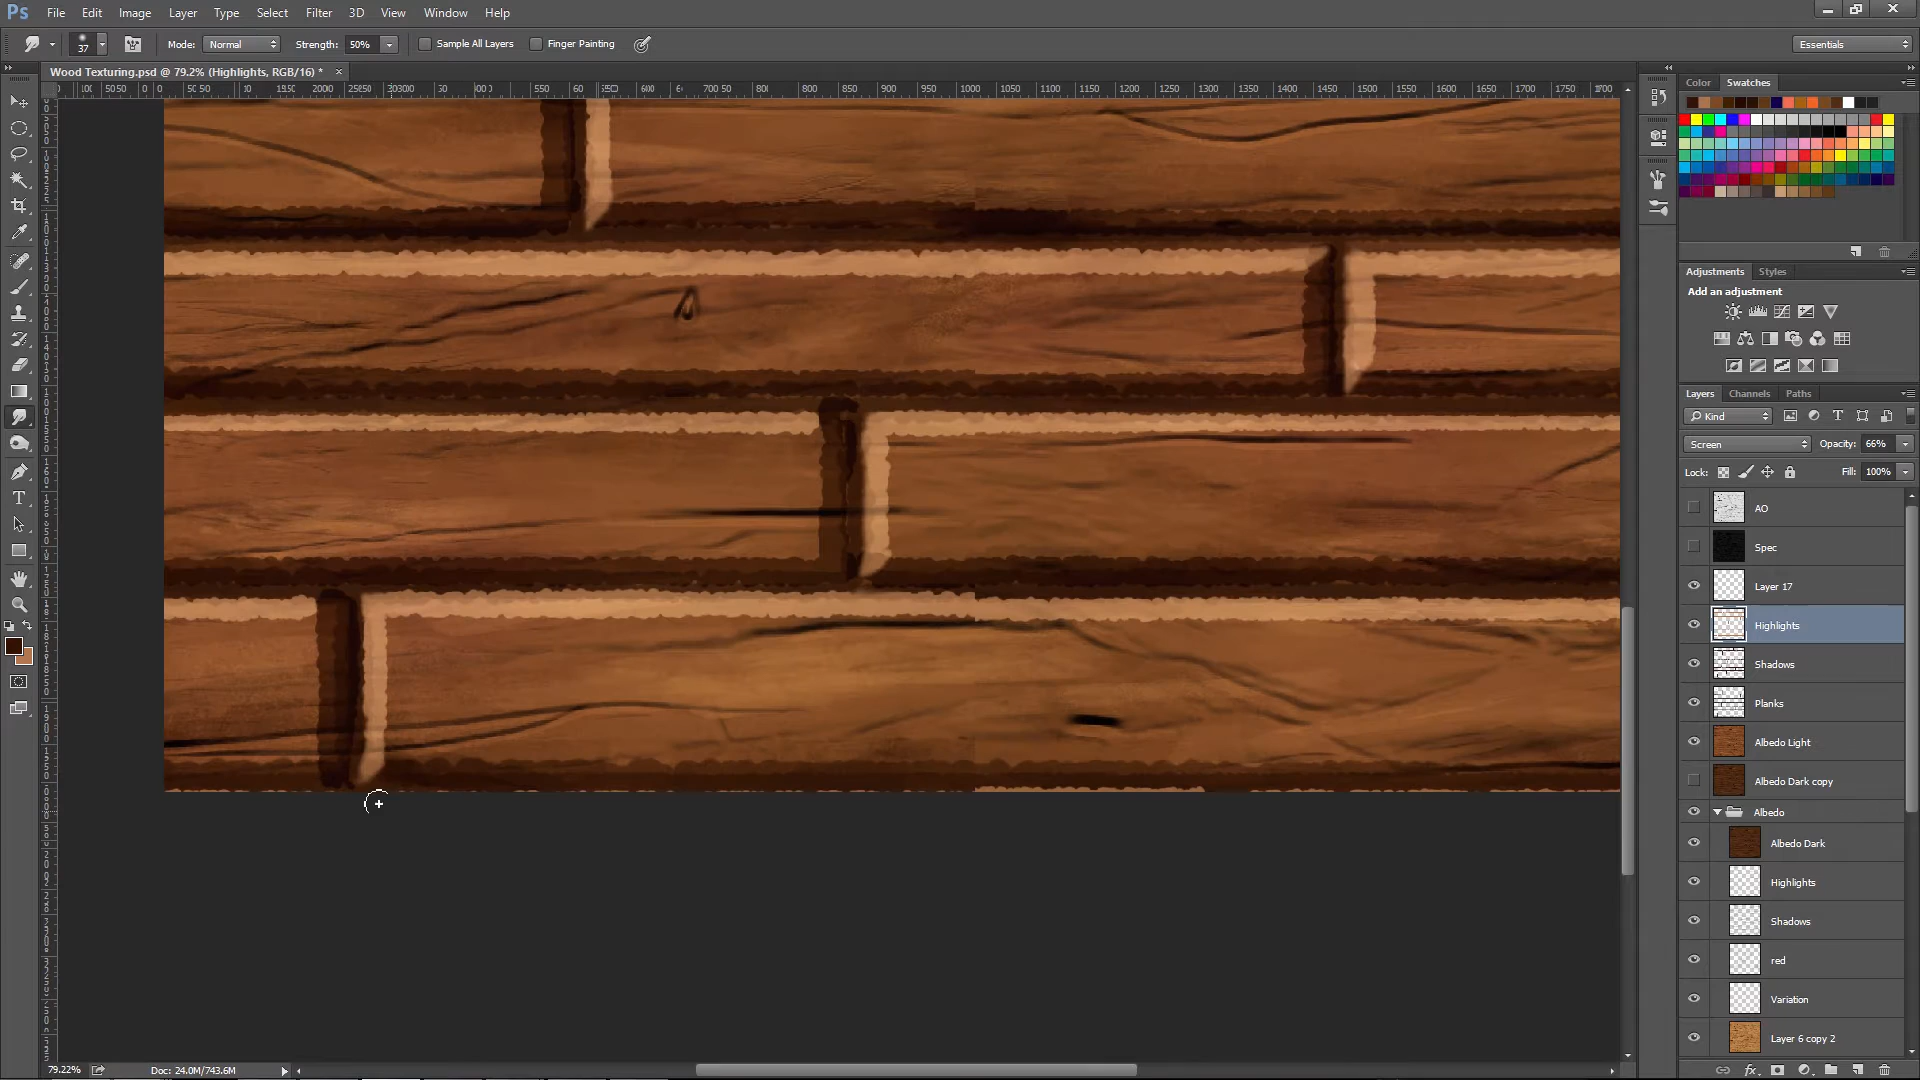 Ps File Edit Image Layer Type Select Filter 3D View Window Help
37 Mode: Normal Strength: 50% Sample All Layers Finger Painting Essentials
Wood Texturing.psd @ 79.2% (Highlights, RGB/16) * ×
Color Swatches
Adjustments Styles
Add an adjustment
Layers Channels Paths
Kind
Screen Opacity: 66%
Lock: Fill: 100%
AO
Spec
Layer 17
Highlights
Shadows
Planks
Albedo Light
Albedo Dark copy
Albedo
Albedo Dark
Highlights
Shadows
red
Variation
Layer 6 copy 2
79.22% Doc: 24.0M/743.6M